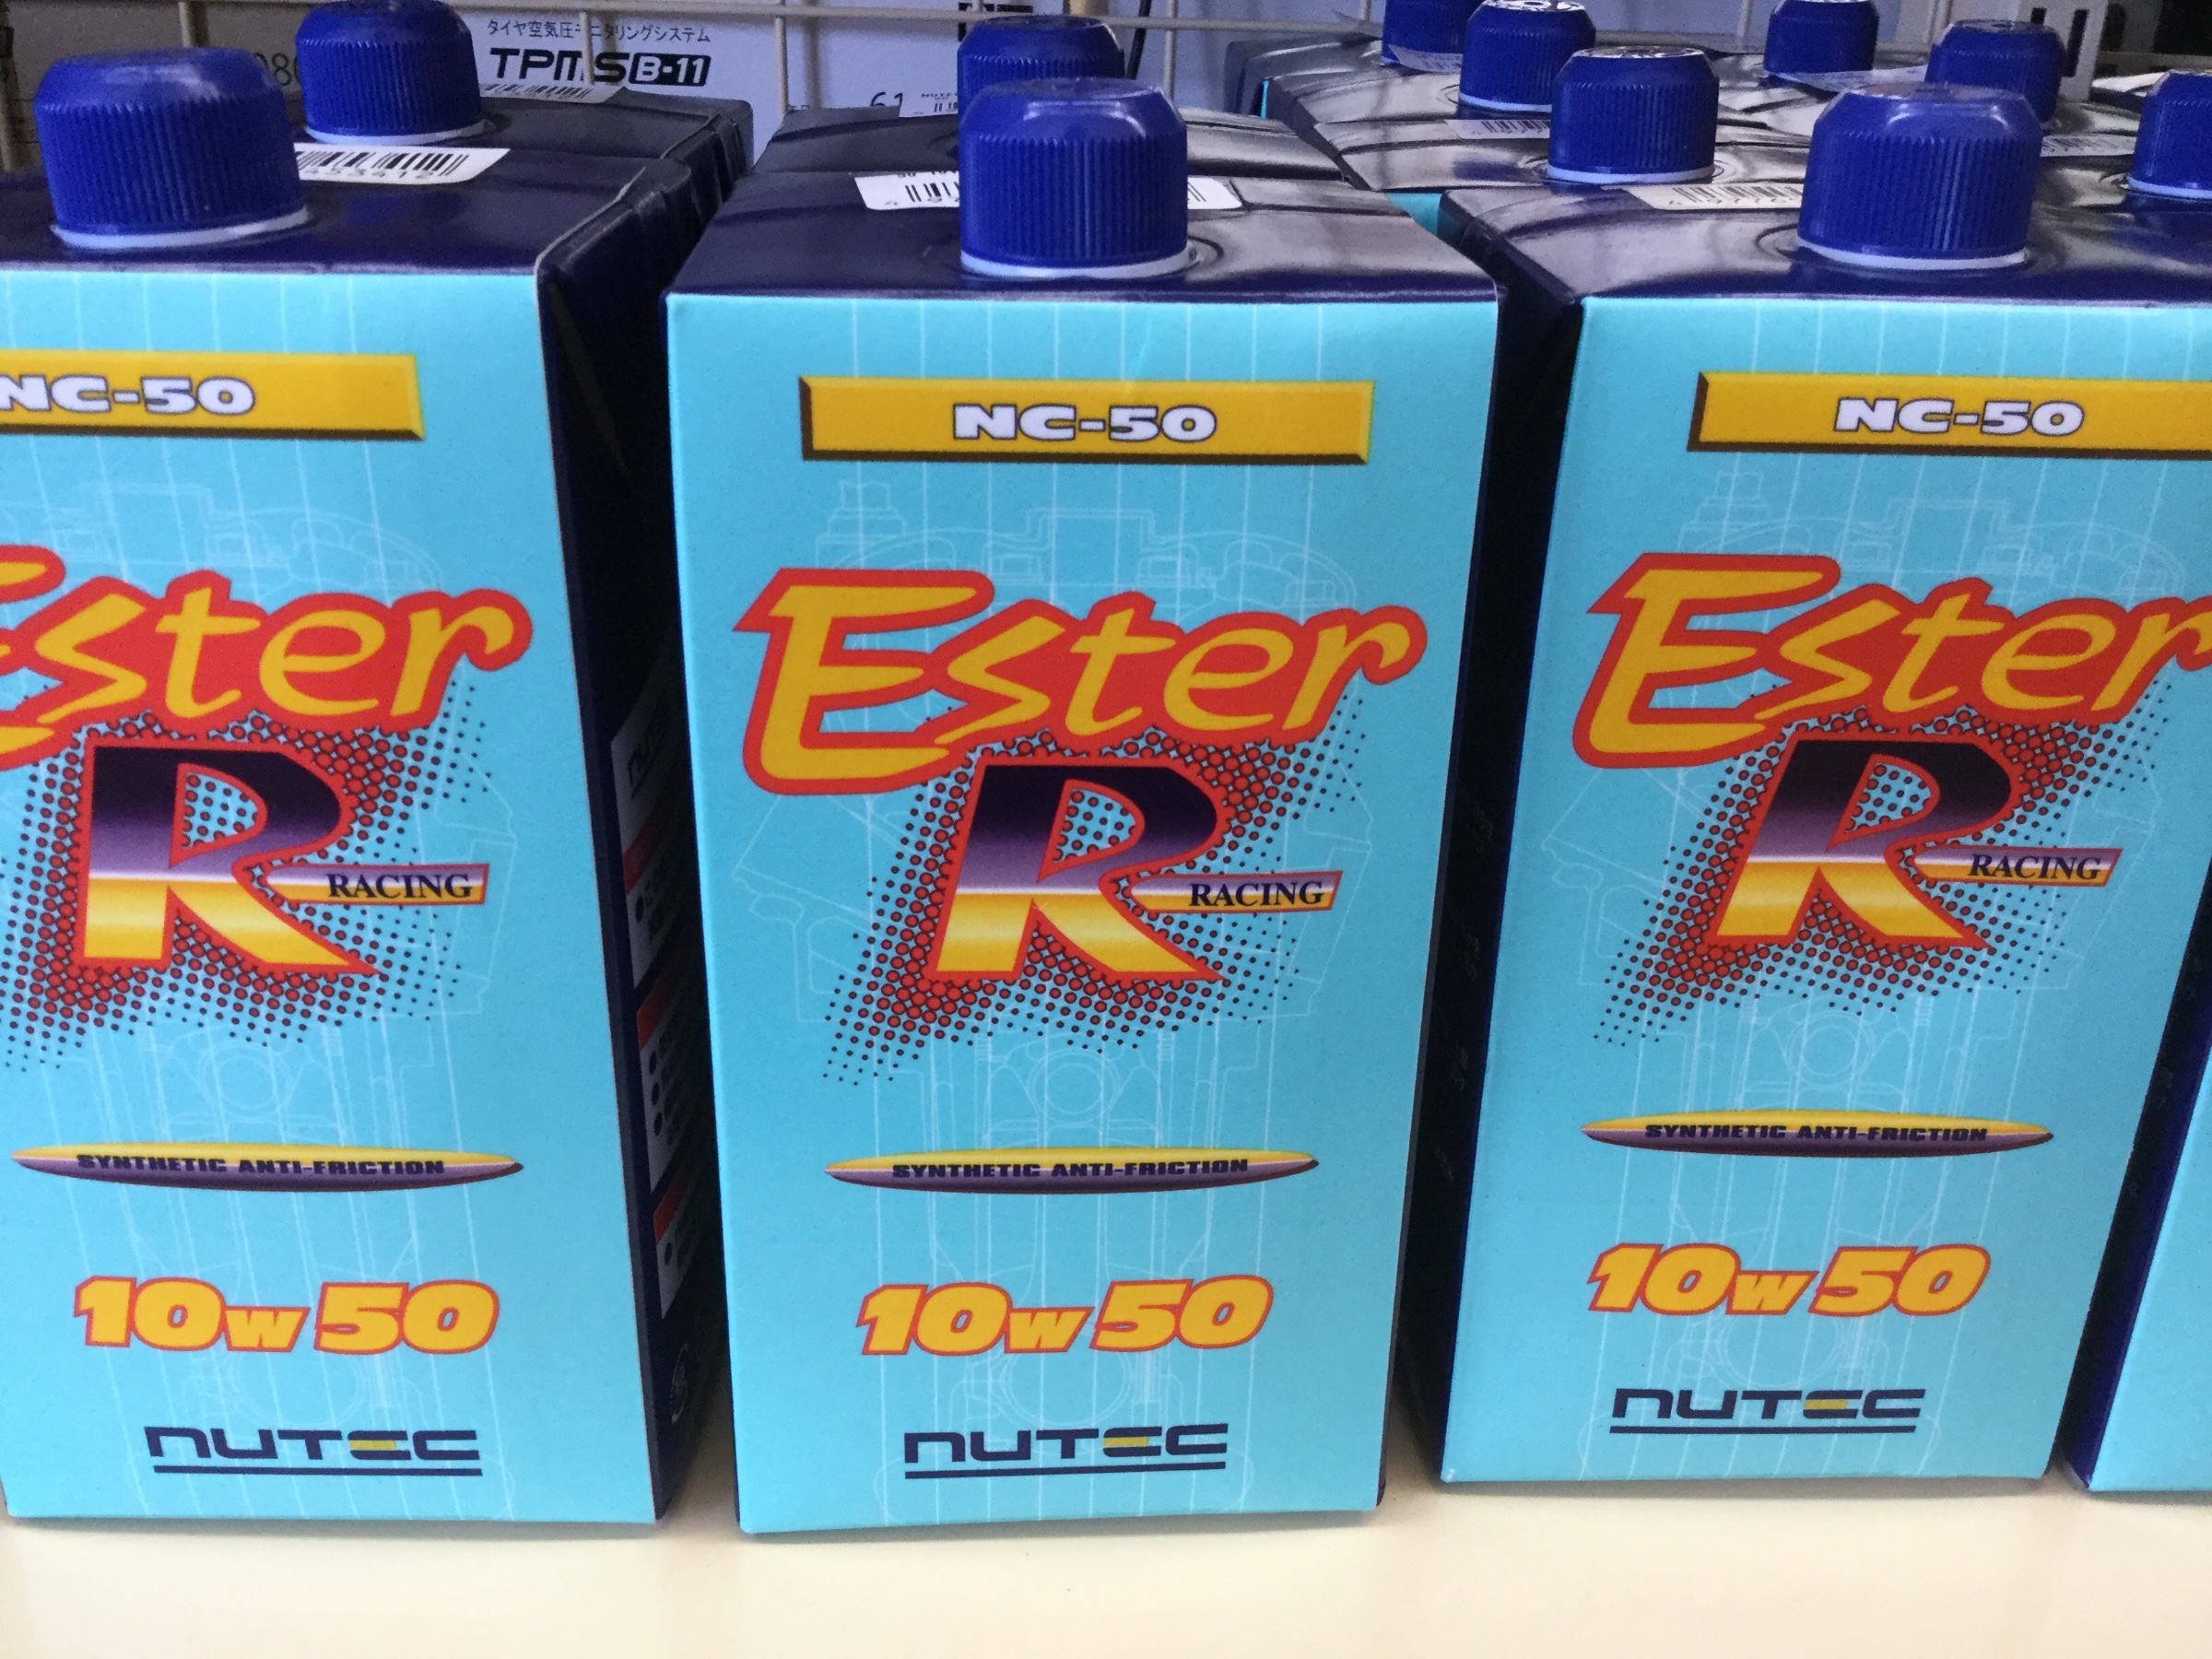 タイヤ空気圧モニタリングシステム
TPMS B-11
61
NC-50
Ester
R
RACING
SYNTHETIC ANTI-FRICTION
10w50
NUTEC
NC-50
Ester
R
RACING
SYNTHETIC ANTI-FRICTION
10w50
NUTEC
NC-50
Ester
R
RACING
SYNTHETIC ANTI-FRICTION
10w50
NUTEC